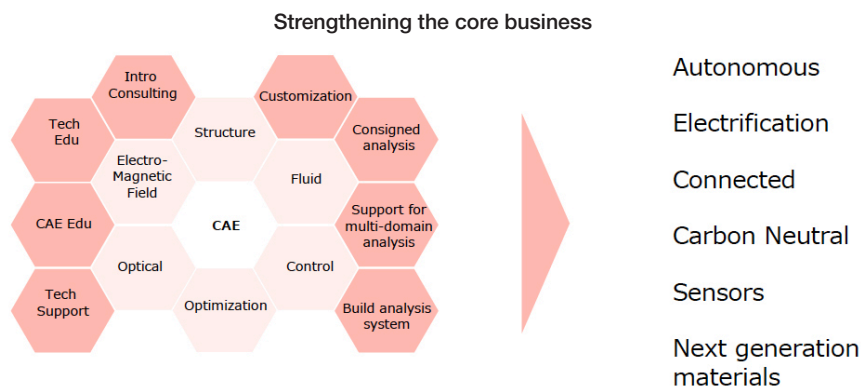 Strengthening the core business
Intro
Consulting
Customization
Tech
Edu
Structure
Consigned
analysis
Electro-
Magnetic
Field
Fluid
CAE Edu
CAE
Support for
multi-domain
analysis
Optical
Control
Tech
Support
Optimization
Build analysis
system
Autonomous
Electrification
Connected
Carbon Neutral
Sensors
Next generation
materials